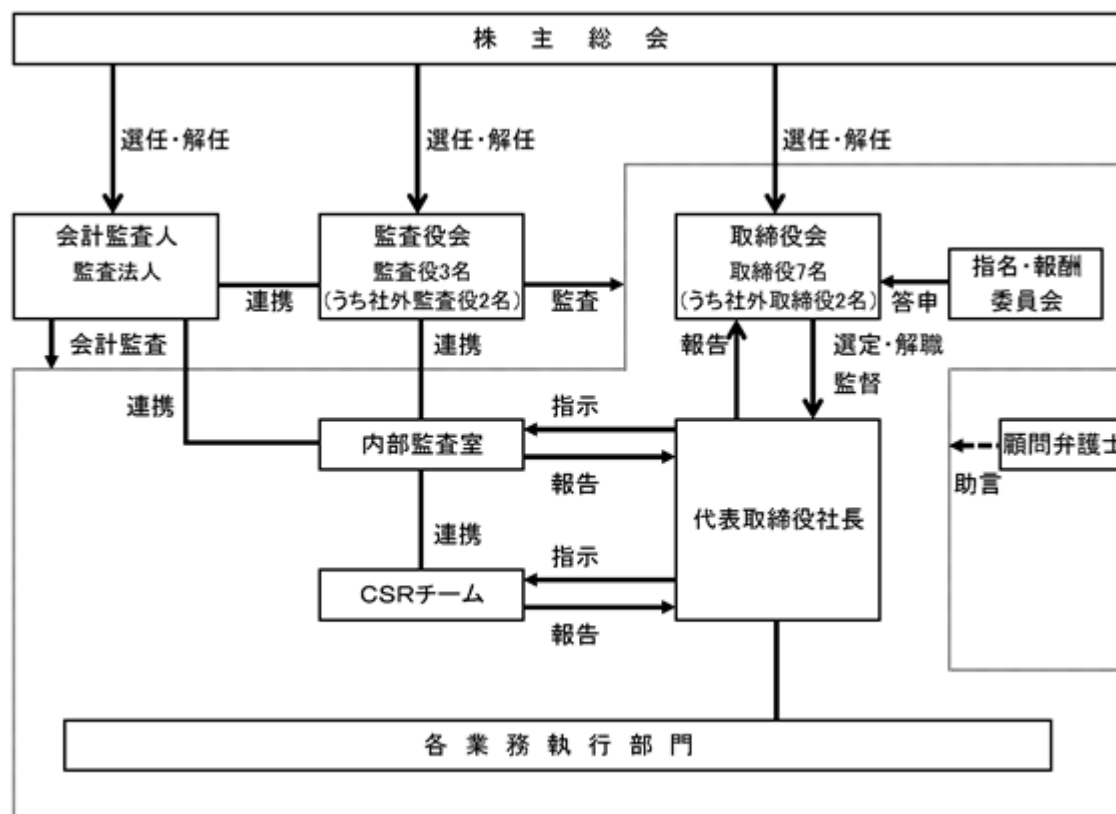 株主総会
選任・解任
選任・解任
選任・解任
会計監査人
監査法人
連携
監査役会
監査役3名
(うち社外監査役2名)
監査
取締役会
取締役7名
(うち社外取締役2名)
答申
指名・報酬
委員会
会計監査
連携
報告
選定・解職
監督
連携
指示
内部監査室
報告
代表取締役社長
顧問弁護士
助言
連携
指示
CSRチーム
報告
各業務執行部門